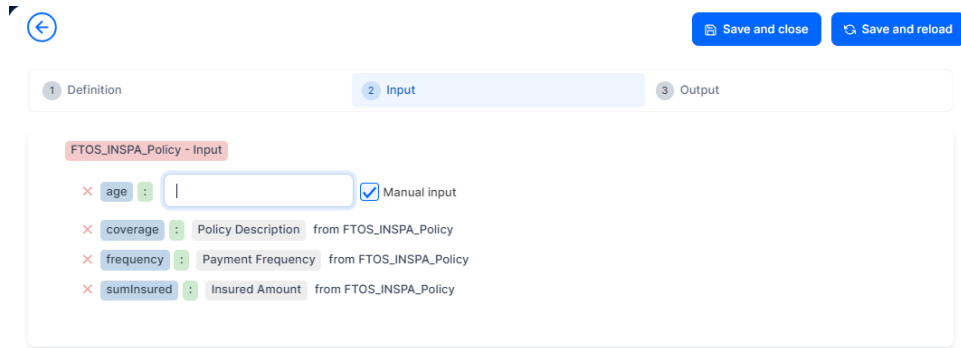 Save and close Save and reload
1 Definition 2 Input 3 Output
FTOS_INSPA_Policy - Input
age : Manual input
coverage : Policy Description from FTOS_INSPA_Policy
frequency : Payment Frequency from FTOS_INSPA_Policy
sumInsured : Insured Amount from FTOS_INSPA_Policy